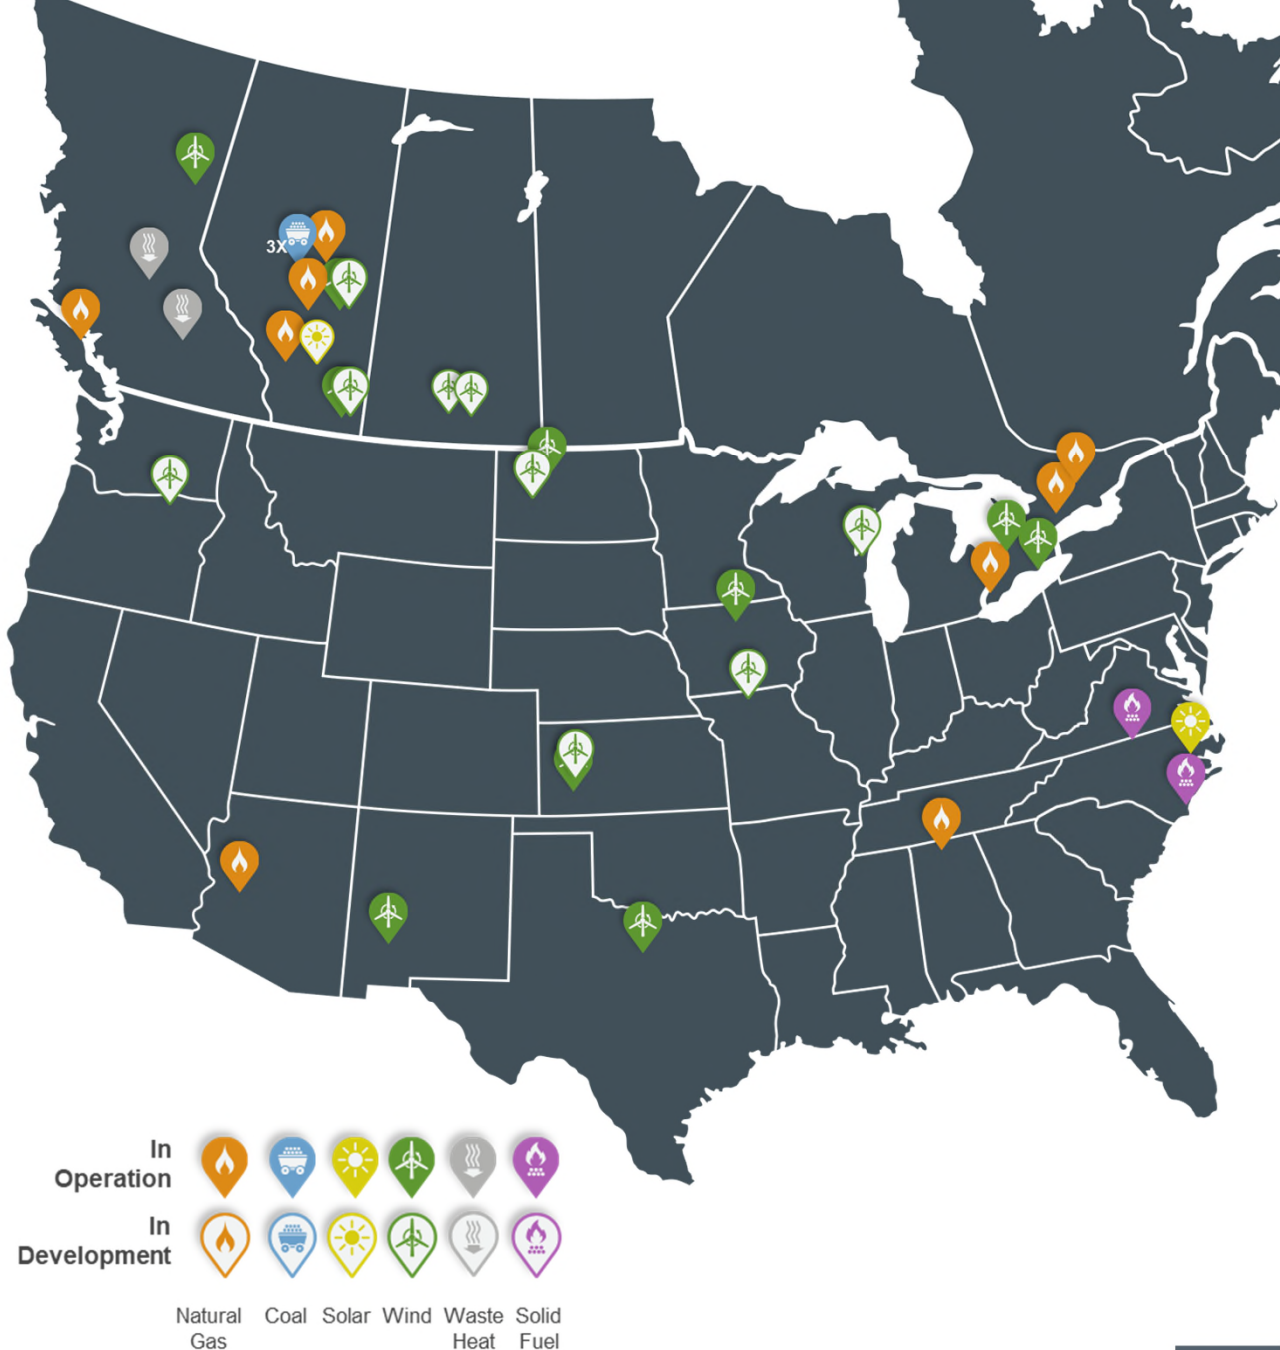 3X
In
Operation
In
Development
Natural
Gas
Coal
Solar
Wind
Waste
Heat
Solid
Fuel